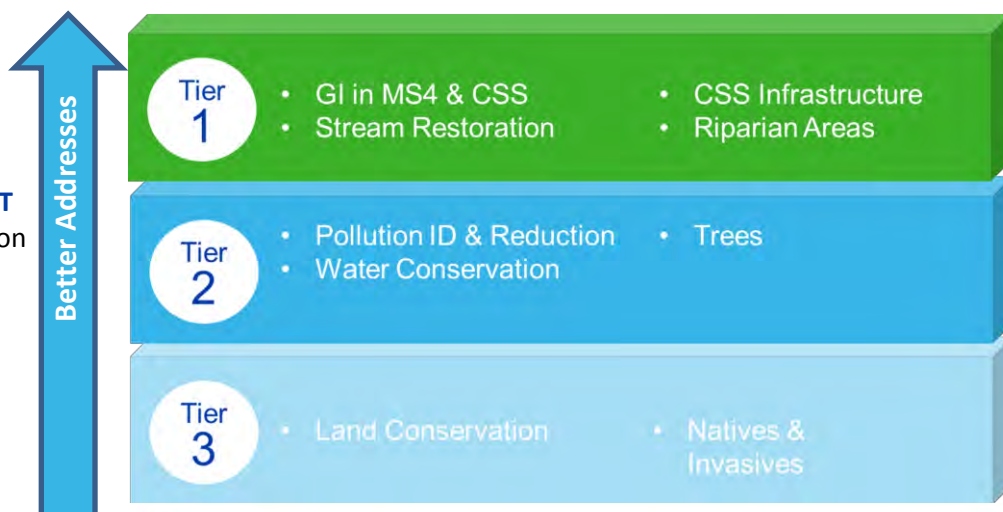 Better Addresses
T
on
Tier
1
• GI in MS4 & CSS
• Stream Restoration
• CSS Infrastructure
• Riparian Areas
Tier
2
• Pollution ID & Reduction
• Water Conservation
• Trees
Tier
3
• Land Conservation
• Natives &
Invasives